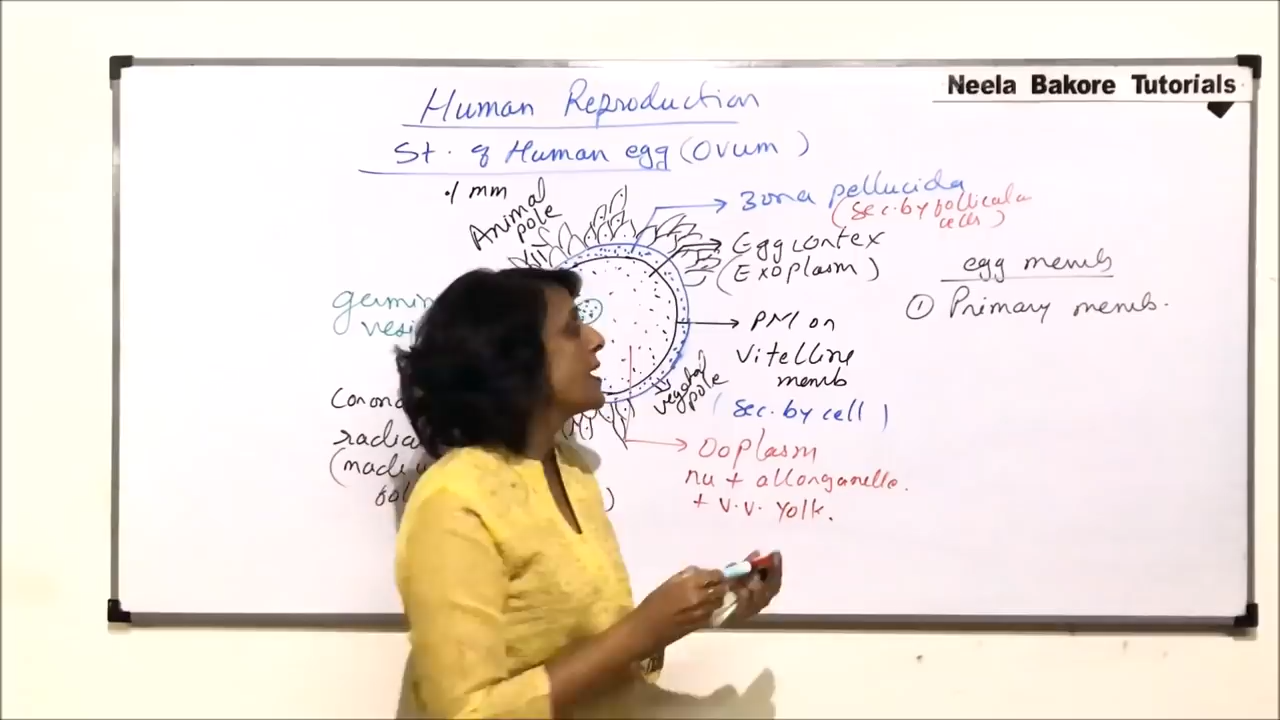 Neela Bakore Tutorials
Human Reproduction
St. of Human egg (Ovum)
.1 mm
Animal
pole
Zona pellucida
(Sec. by follicular
cells)
Egg cortex
(Exoplasm)
egg memb
① Primary memb.
germin
vesi
PM or
Vitelline
memb
(Sec. by cell)
vegetal
pole
Corona
radia
(made
fol
)
Ooplasm
nu + all organelle.
+ v.v. Yolk.